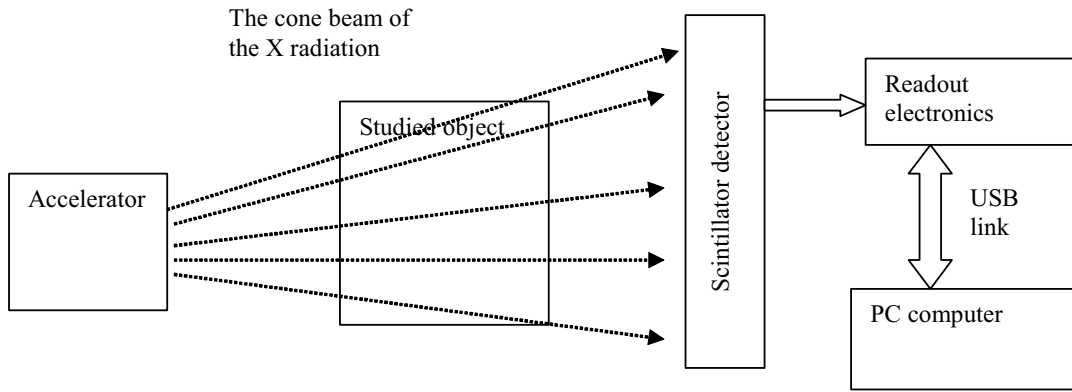 The cone beam of
the X radiation
Studied object
Accelerator
Scintillator detector
Readout
electronics
USB
link
PC computer